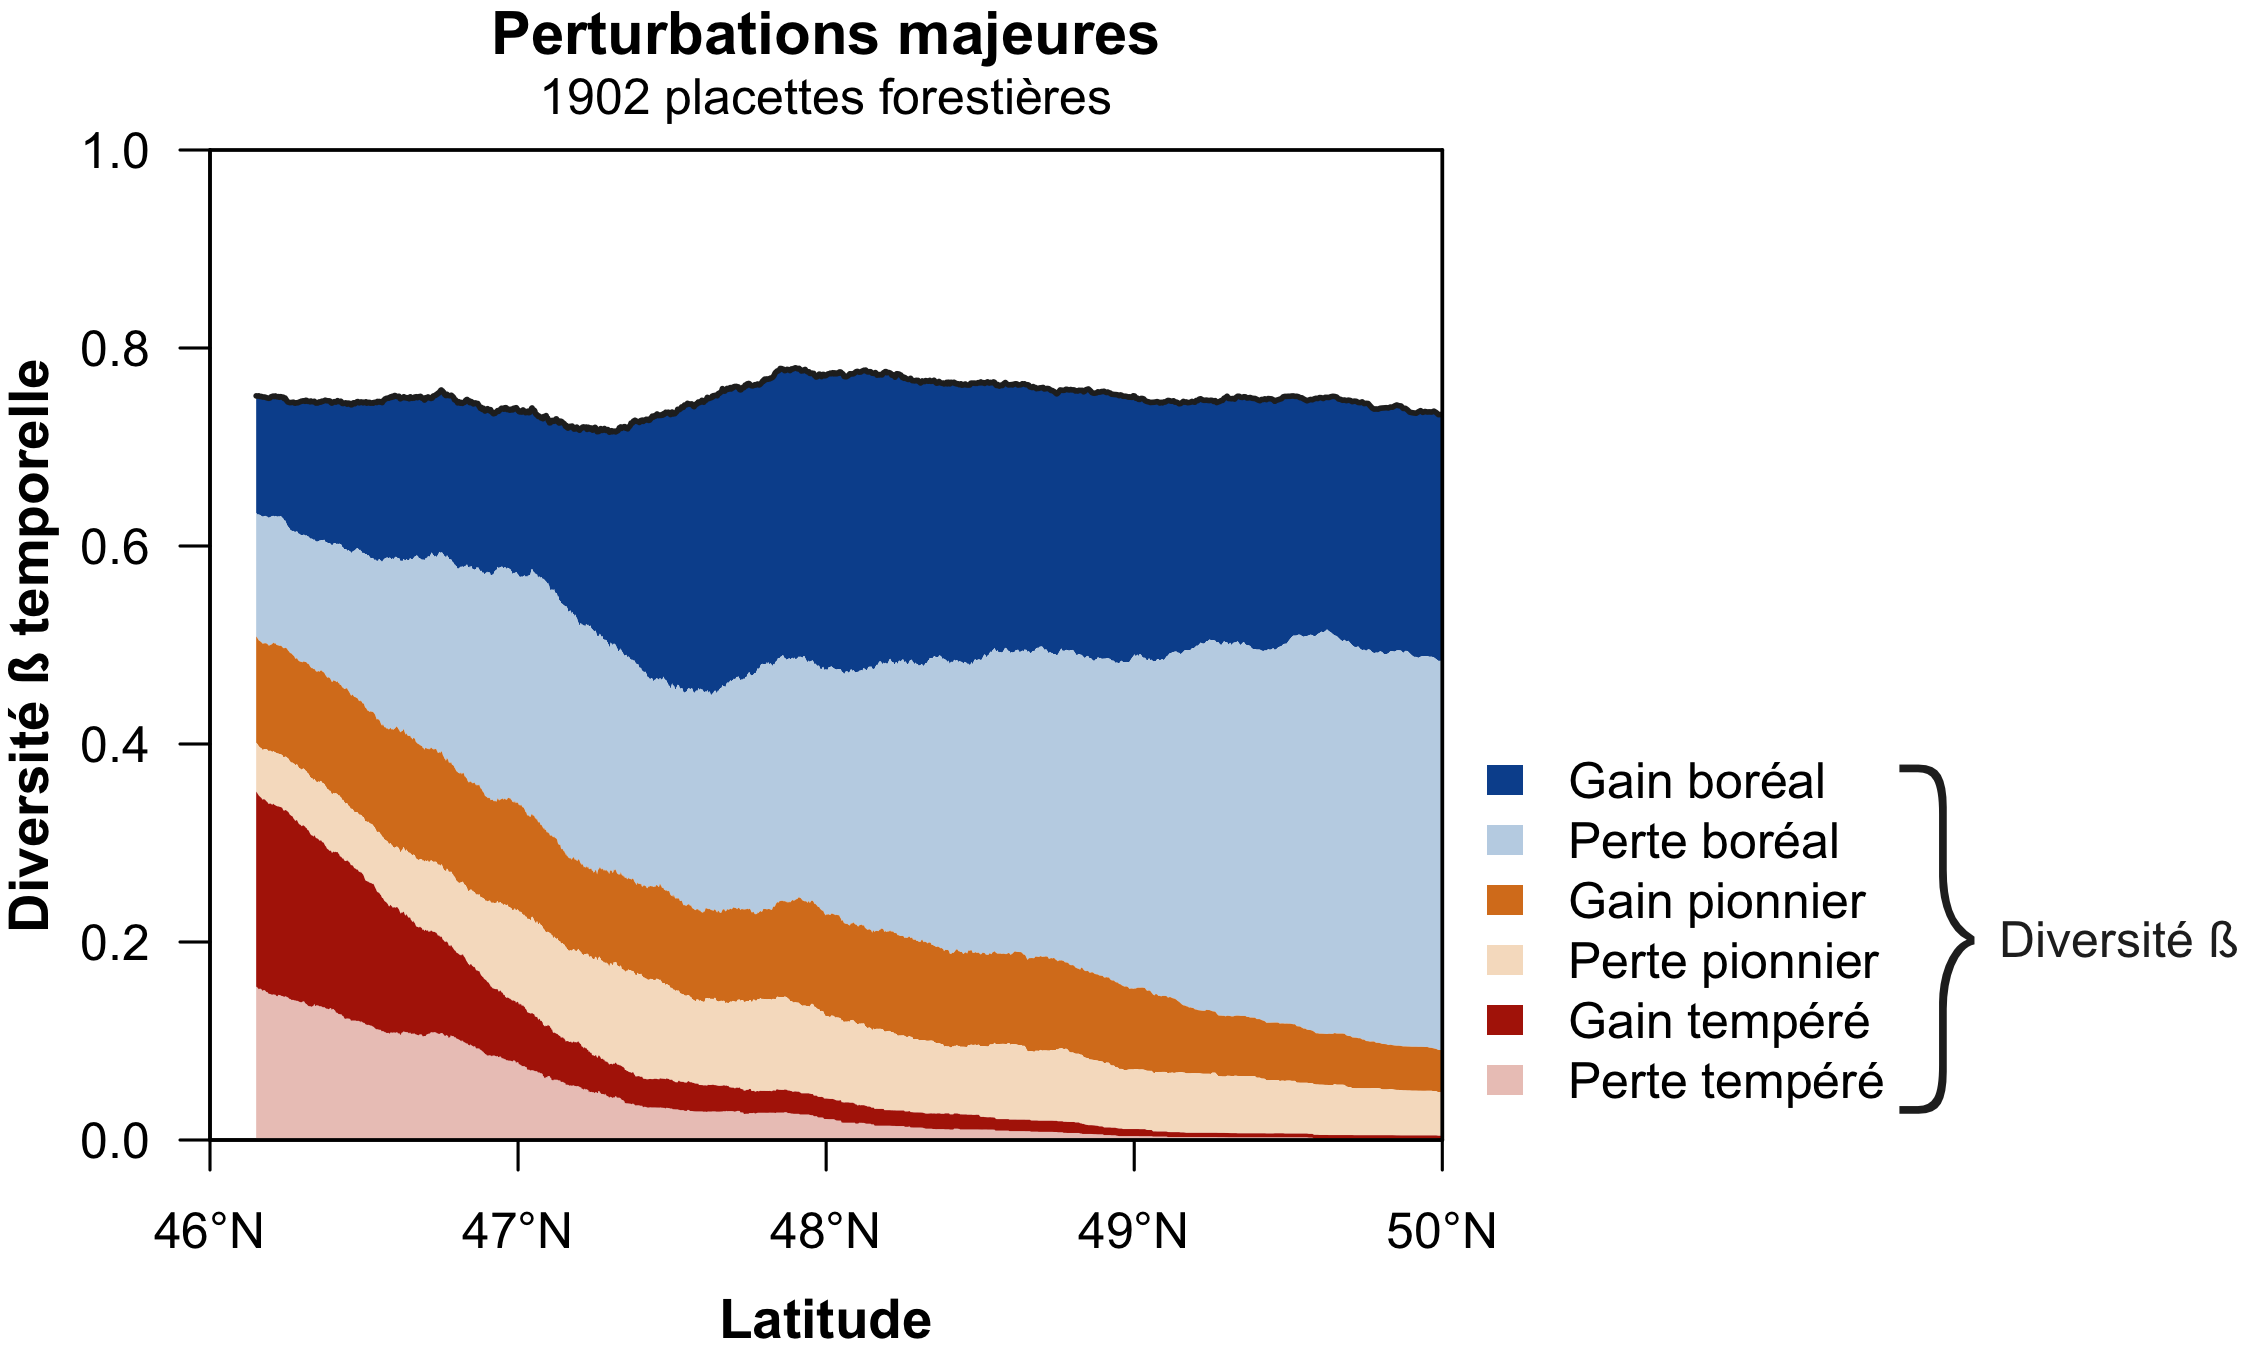 Perturbations majeures
1902 placettes forestières
Diversité ß temporelle
1.0
0.8
0.6
0.4
0.2
0.0
46°N
47°N
48°N
49°N
50°N
Latitude
Gain boréal
Perte boréal
Gain pionnier
Perte pionnier
Gain tempéré
Perte tempéré
Diversité ß